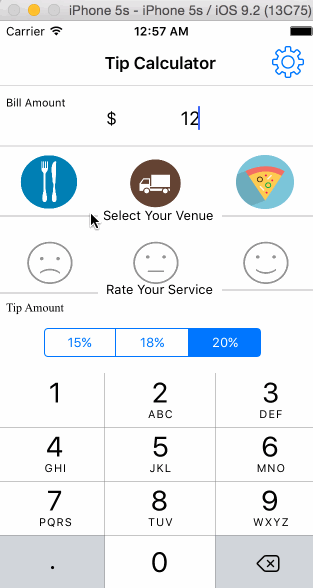 iPhone 5s - iPhone 5s / iOS 9.2 (13C75)
Carrier 12:57 AM
Tip Calculator
Bill Amount
$ 12
Select Your Venue
Rate Your Service
Tip Amount
15% 18% 20%
1 2 3
ABC DEF
4 5 6
GHI JKL MNO
7 8 9
PQRS TUV WXYZ
. 0